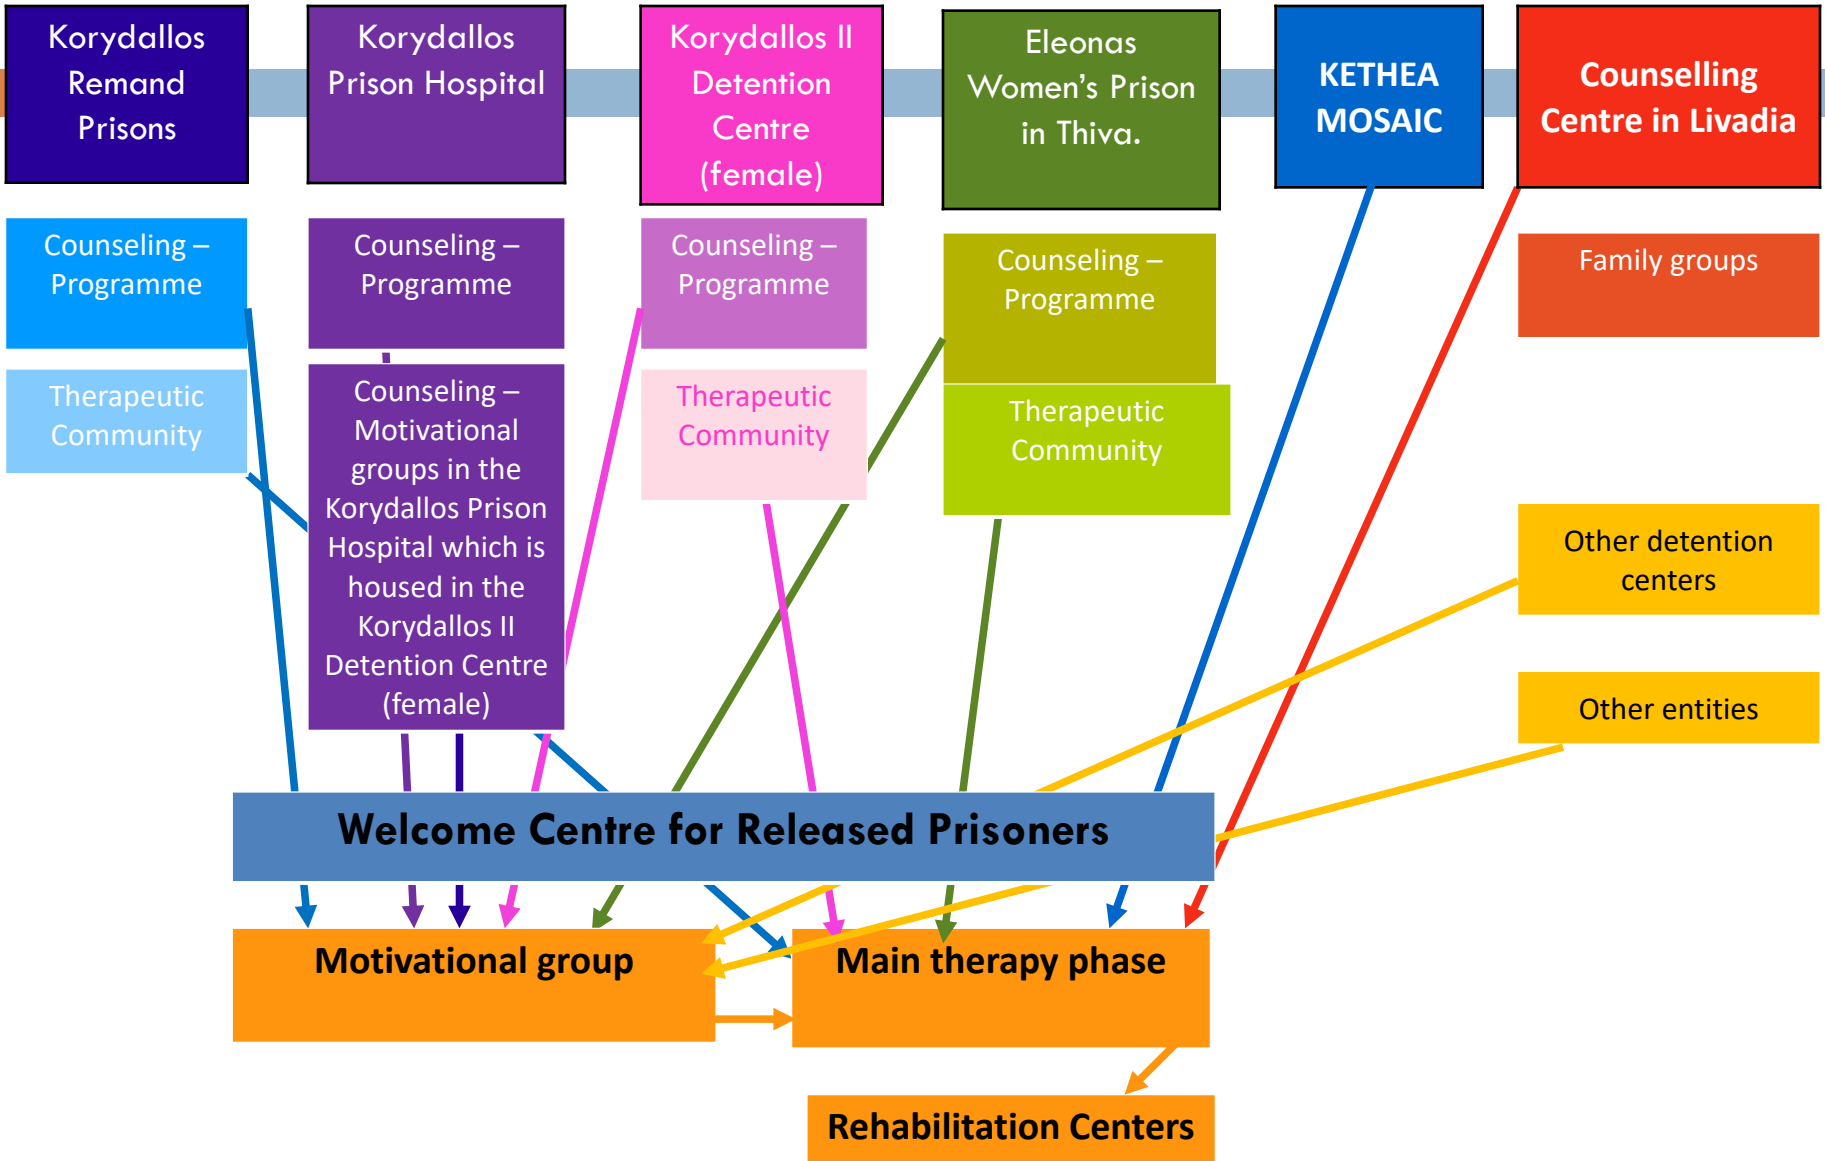 Korydallos
Remand
Prisons
Korydallos
Prison Hospital
Korydallos II
Detention
Centre
(female)
Eleonas
Women's Prison
in Thiva.
KETHEA
MOSAIC
Counselling
Centre in Livadia
Counseling –
Programme
Counseling –
Programme
Counseling –
Programme
Counseling –
Programme
Family groups
Therapeutic
Community
Counseling –
Motivational
groups in the
Korydallos Prison
Hospital which is
housed in the
Korydallos II
Detention Centre
(female)
Therapeutic
Community
Therapeutic
Community
Other detention
centers
Other entities
Welcome Centre for Released Prisoners
Motivational group
Main therapy phase
Rehabilitation Centers